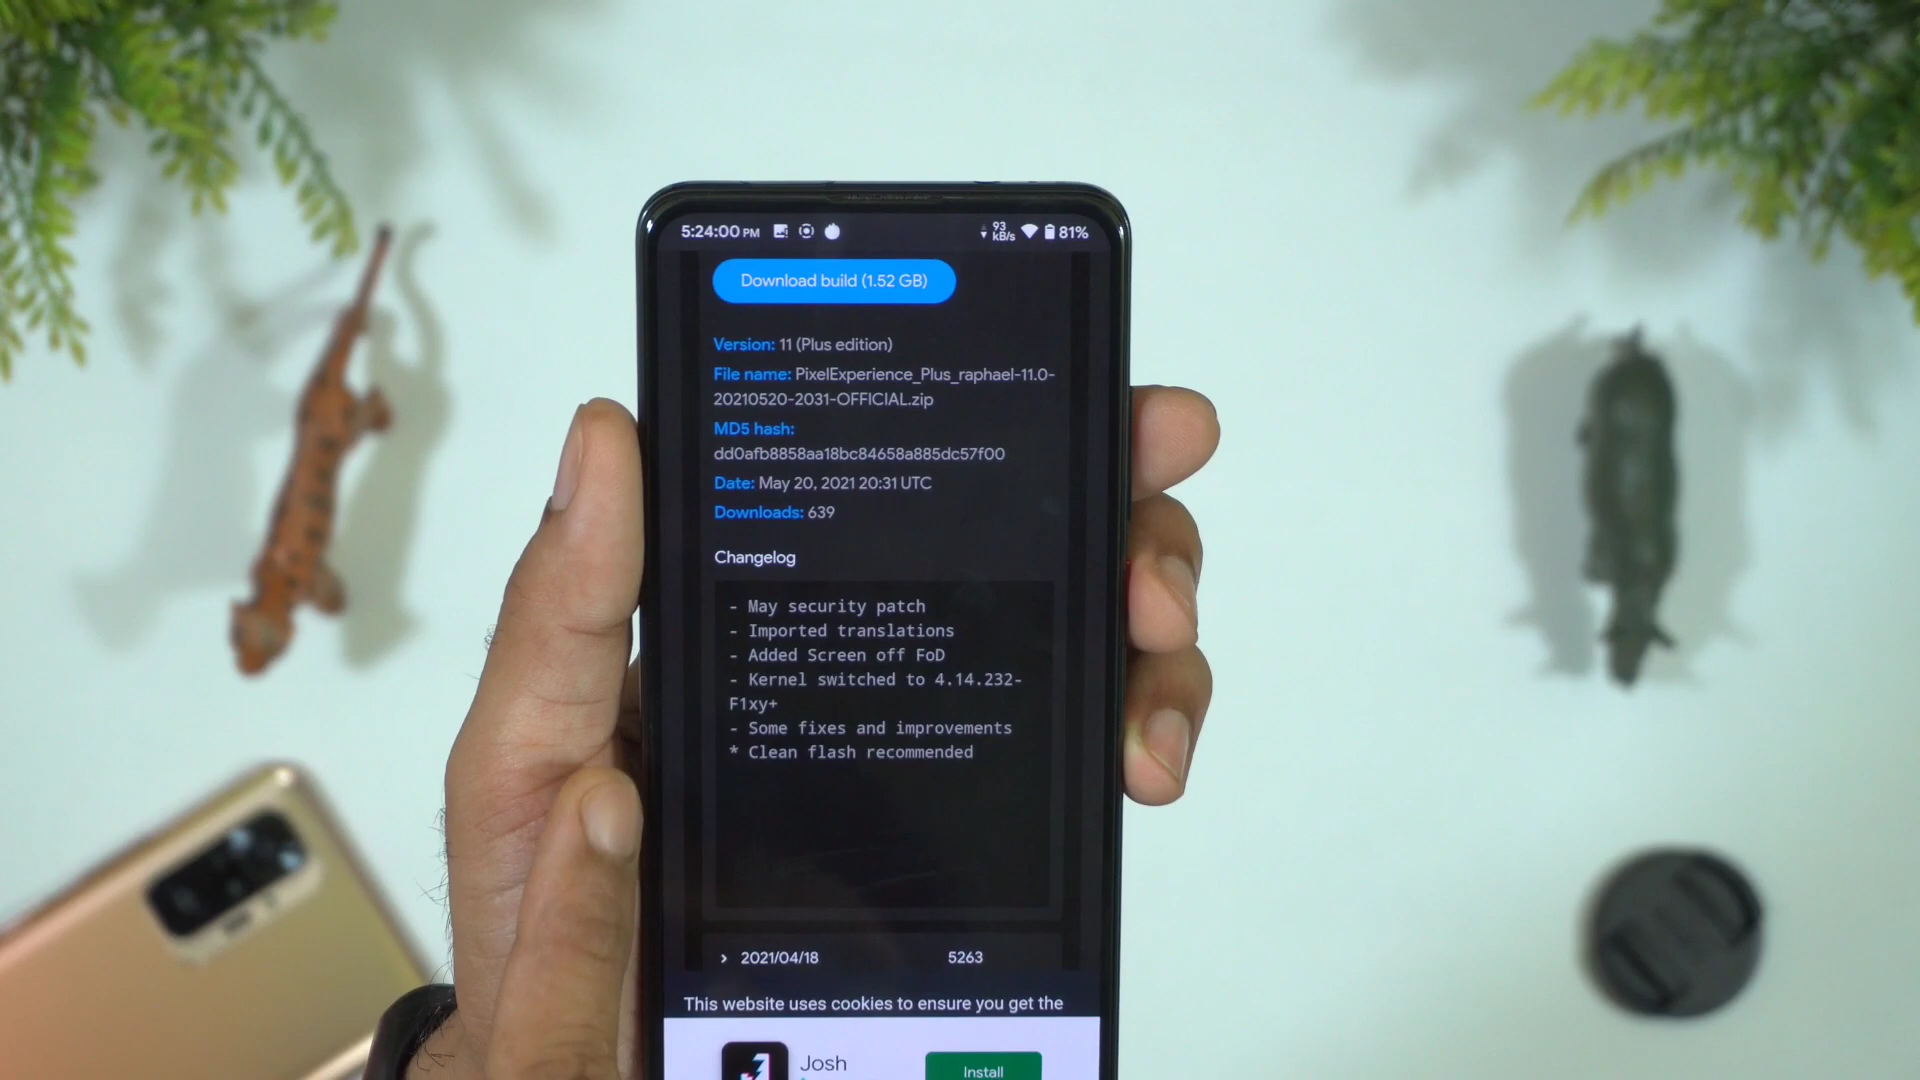 5:24:00 PM 93 kB/s 81%
Download build (1.52 GB)
Version: 11 (Plus edition)
File name: PixelExperience_Plus_raphael-11.0-
20210520-2031-OFFICIAL.zip
MD5 hash:
dd0afb8858aa18bc84658a885dc57f00
Date: May 20, 2021 20:31 UTC
Downloads: 639
Changelog
- May security patch
- Imported translations
- Added Screen off FoD
- Kernel switched to 4.14.232-
F1xy+
- Some fixes and improvements
* Clean flash recommended
> 2021/04/18 5263
This website uses cookies to ensure you get the
Josh Install